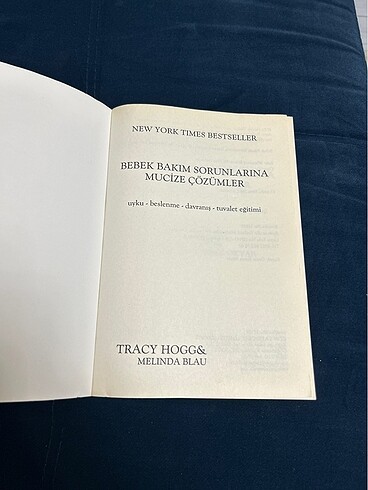 NEW YORK TIMES BESTSELLER
BEBEK BAKIM SORUNLARINA
MUCİZE ÇÖZÜMLER
uyku - beslenme - davranış - tuvalet eğitimi
TRACY HOGG&
MELINDA BLAU